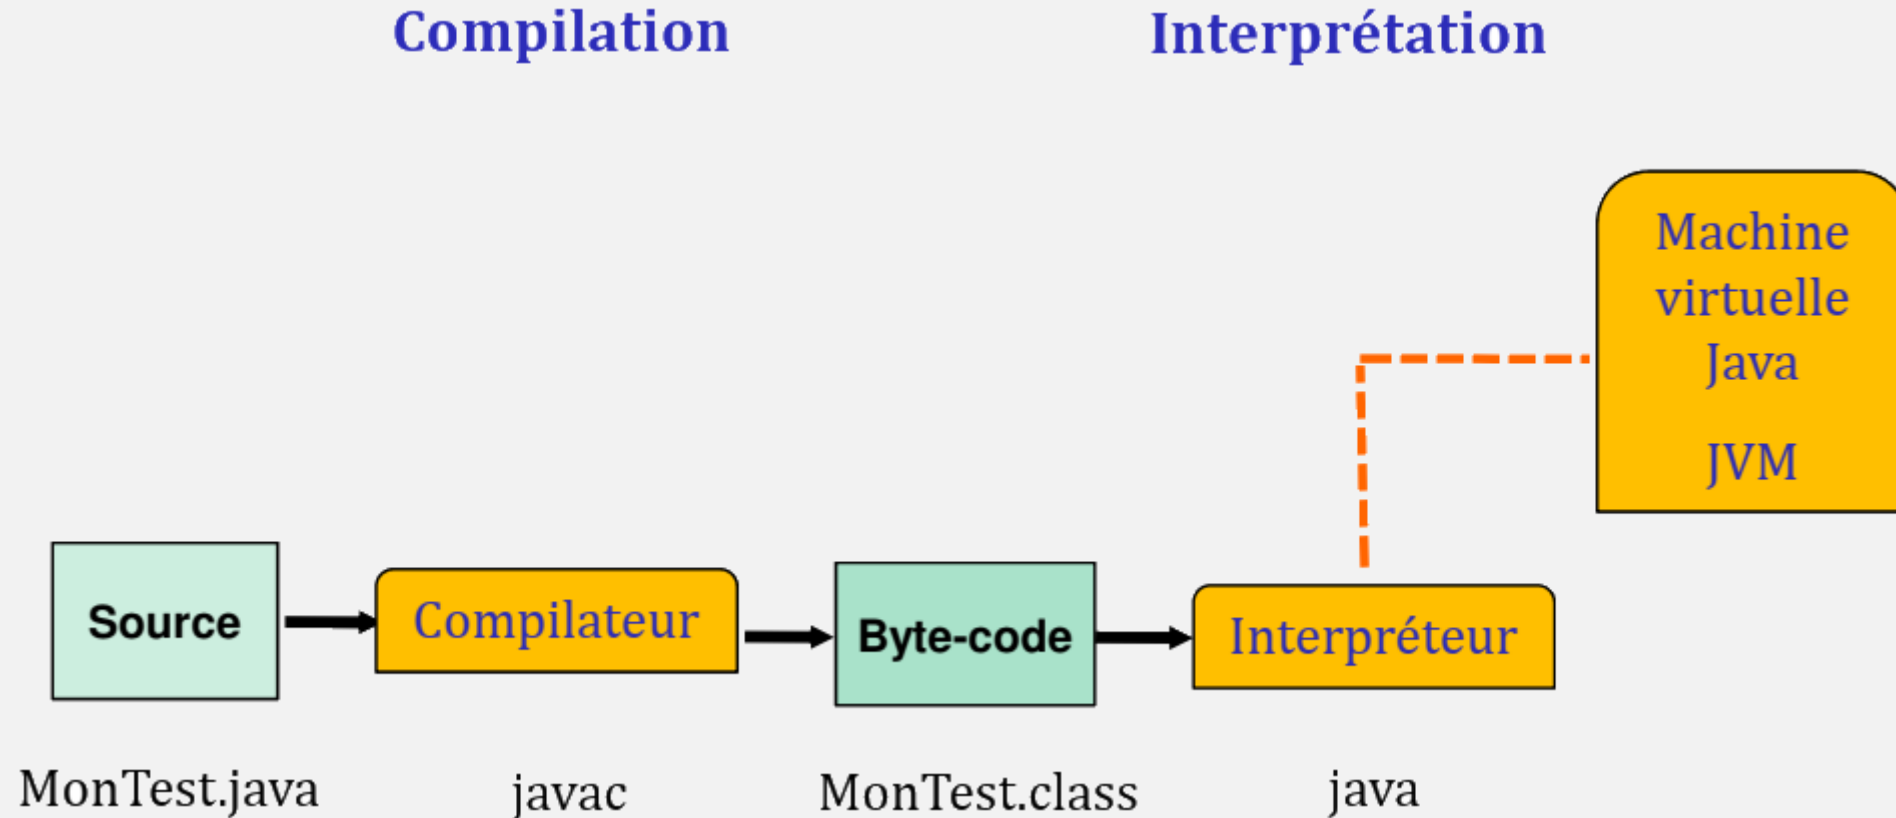 Compilation
Interprétation
Machine
virtuelle
Java
JVM
Source
Compilateur
Byte-code
Interpréteur
MonTest.java
javac
MonTest.class
java